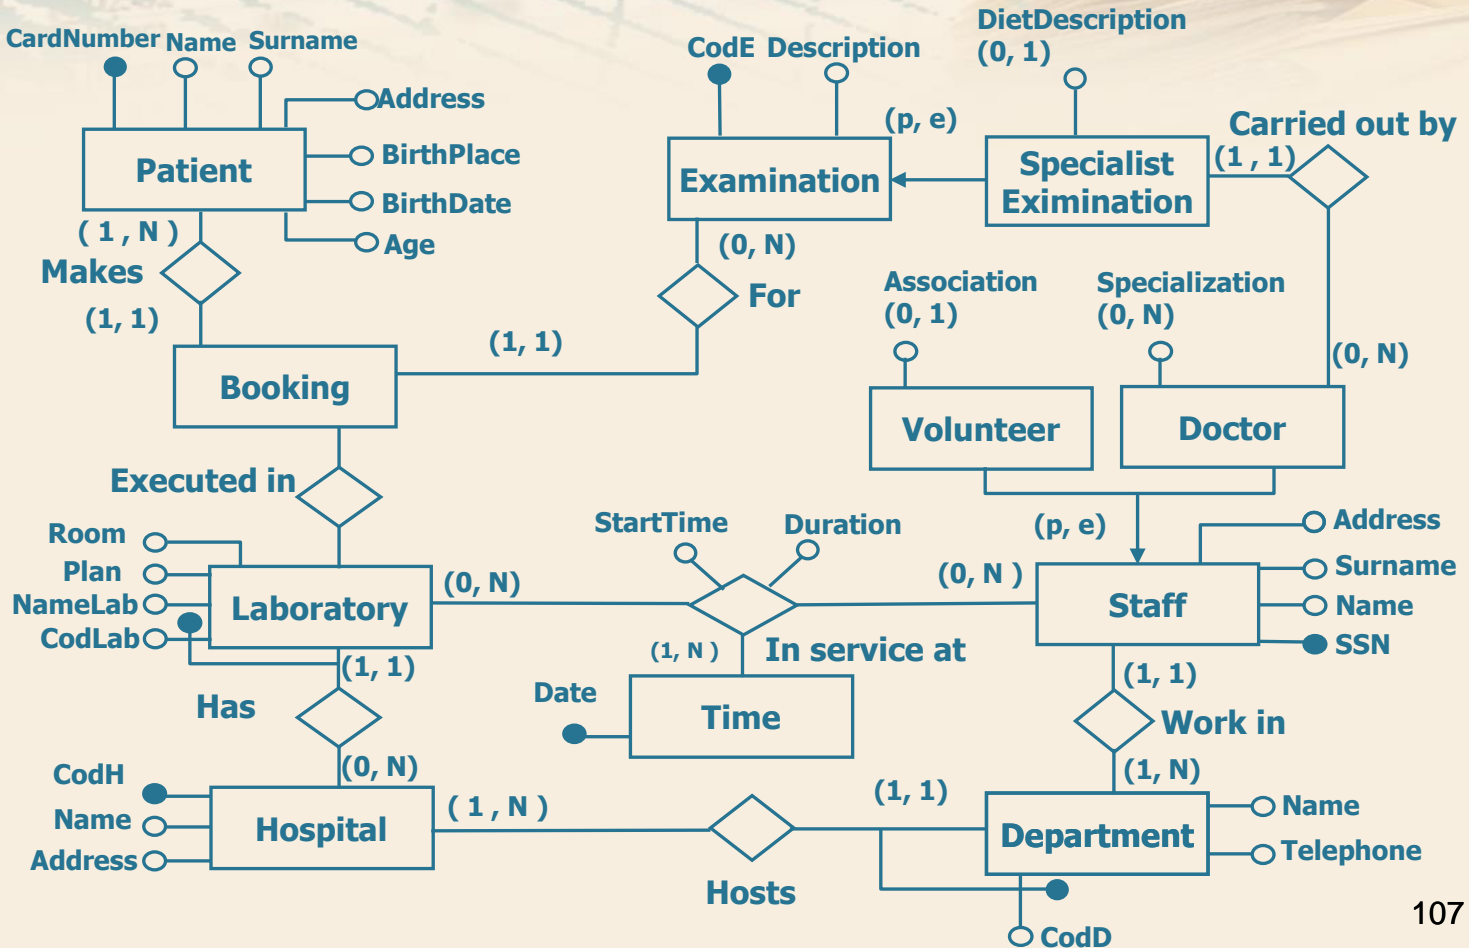 DietDescription
(0, 1)
CardNumber Name Surname
CodE Description
Address
(p, e)
Carried out by
Patient
BirthPlace
Examination
Specialist
Eximination
(1 , 1)
BirthDate
( 1 , N )
Age
(0, N)
Makes
For
Association
(0, 1)
Specialization
(0, N)
(1, 1)
(1, 1)
(0, N)
Booking
Volunteer
Doctor
Executed in
StartTime
Duration
(p, e)
Address
Room
Plan
NameLab
CodLab
Laboratory
(0, N)
(0, N )
Staff
Surname
Name
SSN
(1, N )
In service at
(1, 1)
(1, 1)
Has
Date
Time
Work in
(0, N)
(1, N)
CodH
Name
Address
Hospital
( 1 , N )
(1, 1)
Department
Name
Telephone
Hosts
CodD
107